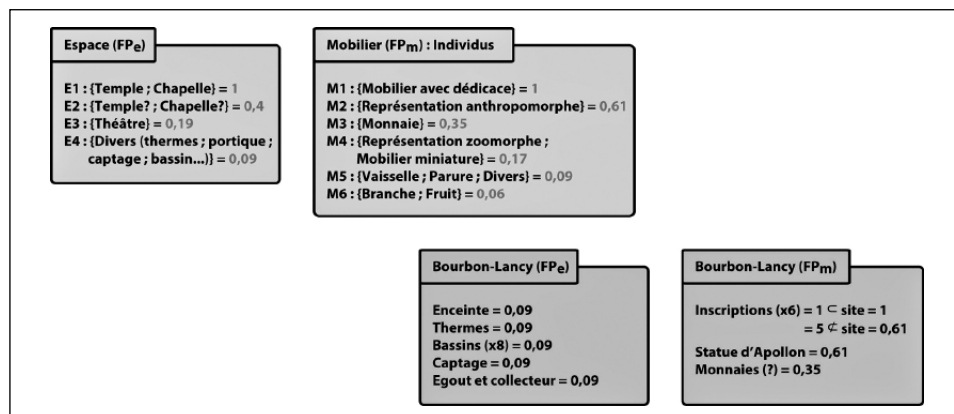 Espace (FPe)
E1 : {Temple ; Chapelle} = 1
E2 : {Temple? ; Chapelle?} = 0,4
E3 : {Théâtre} = 0,19
E4 : {Divers (thermes ; portique ;
captage ; bassin...)} = 0,09
Mobilier (FPm) : Individus
M1 : {Mobilier avec dédicace} = 1
M2 : {Représentation anthropomorphe} = 0,61
M3 : {Monnaie} = 0,35
M4 : {Représentation zoomorphe ;
Mobilier miniature} = 0,17
M5 : {Vaisselle ; Parure ; Divers} = 0,09
M6 : {Branche ; Fruit} = 0,06
Bourbon-Lancy (FPe)
Enceinte = 0,09
Thermes = 0,09
Bassins (x8) = 0,09
Captage = 0,09
Egout et collecteur = 0,09
Bourbon-Lancy (FPm)
Inscriptions (x6) = 1 ⊂ site = 1
= 5 ⊄ site = 0,61
Statue d'Apollon = 0,61
Monnaies (?) = 0,35